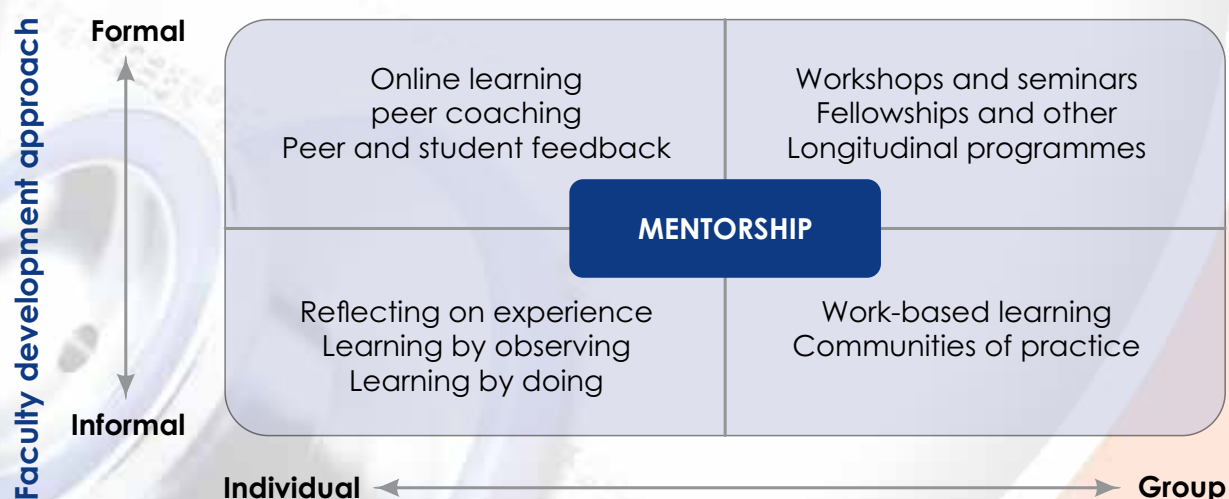 Faculty development approach
Formal
Online learning
peer coaching
Peer and student feedback
Workshops and seminars
Fellowships and other
Longitudinal programmes
MENTORSHIP
Reflecting on experience
Learning by observing
Learning by doing
Work-based learning
Communities of practice
Informal
Individual
Group